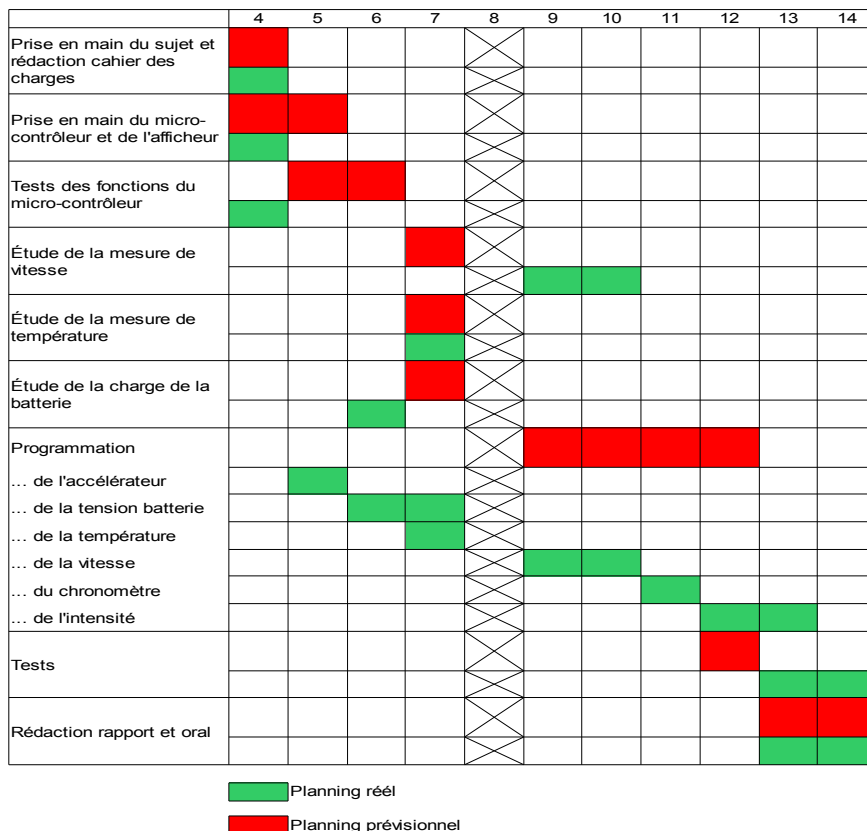 4 5 6 7 8 9 10 11 12 13 14
Prise en main du sujet et
rédaction cahier des
charges
Prise en main du micro-
contrôleur et de l'afficheur
Tests des fonctions du
micro-contrôleur
Étude de la mesure de
vitesse
Étude de la mesure de
température
Étude de la charge de la
batterie
Programmation
... de l'accélérateur
... de la tension batterie
... de la température
... de la vitesse
... du chronomètre
... de l'intensité
Tests
Rédaction rapport et oral
Planning réél
Planning prévisionnel